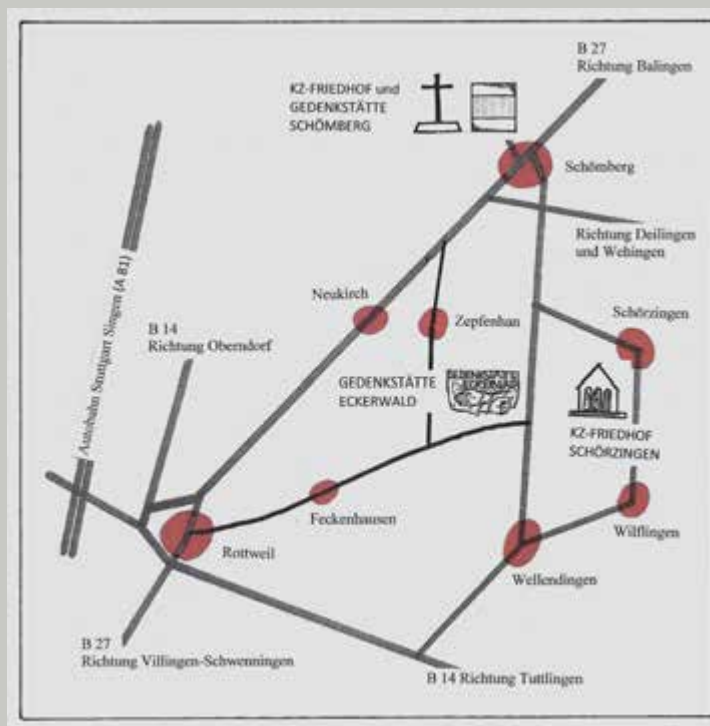 B 27
Richtung Balingen
KZ-FRIEDHOF und
GEDENKSTÄTTE
SCHÖMBERG
Schömberg
Richtung Deilingen
und Wehingen
Autobahn Stuttgart Singen (A 81)
Neukirch
Zepfenhan
Schörzingen
B 14
Richtung Oberndorf
GEDENKSTÄTTE
ECKERWALD
GEDENKSTÄTTE
ECKERWALD
KZ-FRIEDHOF
SCHÖRZINGEN
Feckenhausen
Wilflingen
Rottweil
Wellendingen
B 27
Richtung Villingen-Schwenningen
B 14 Richtung Tuttlingen